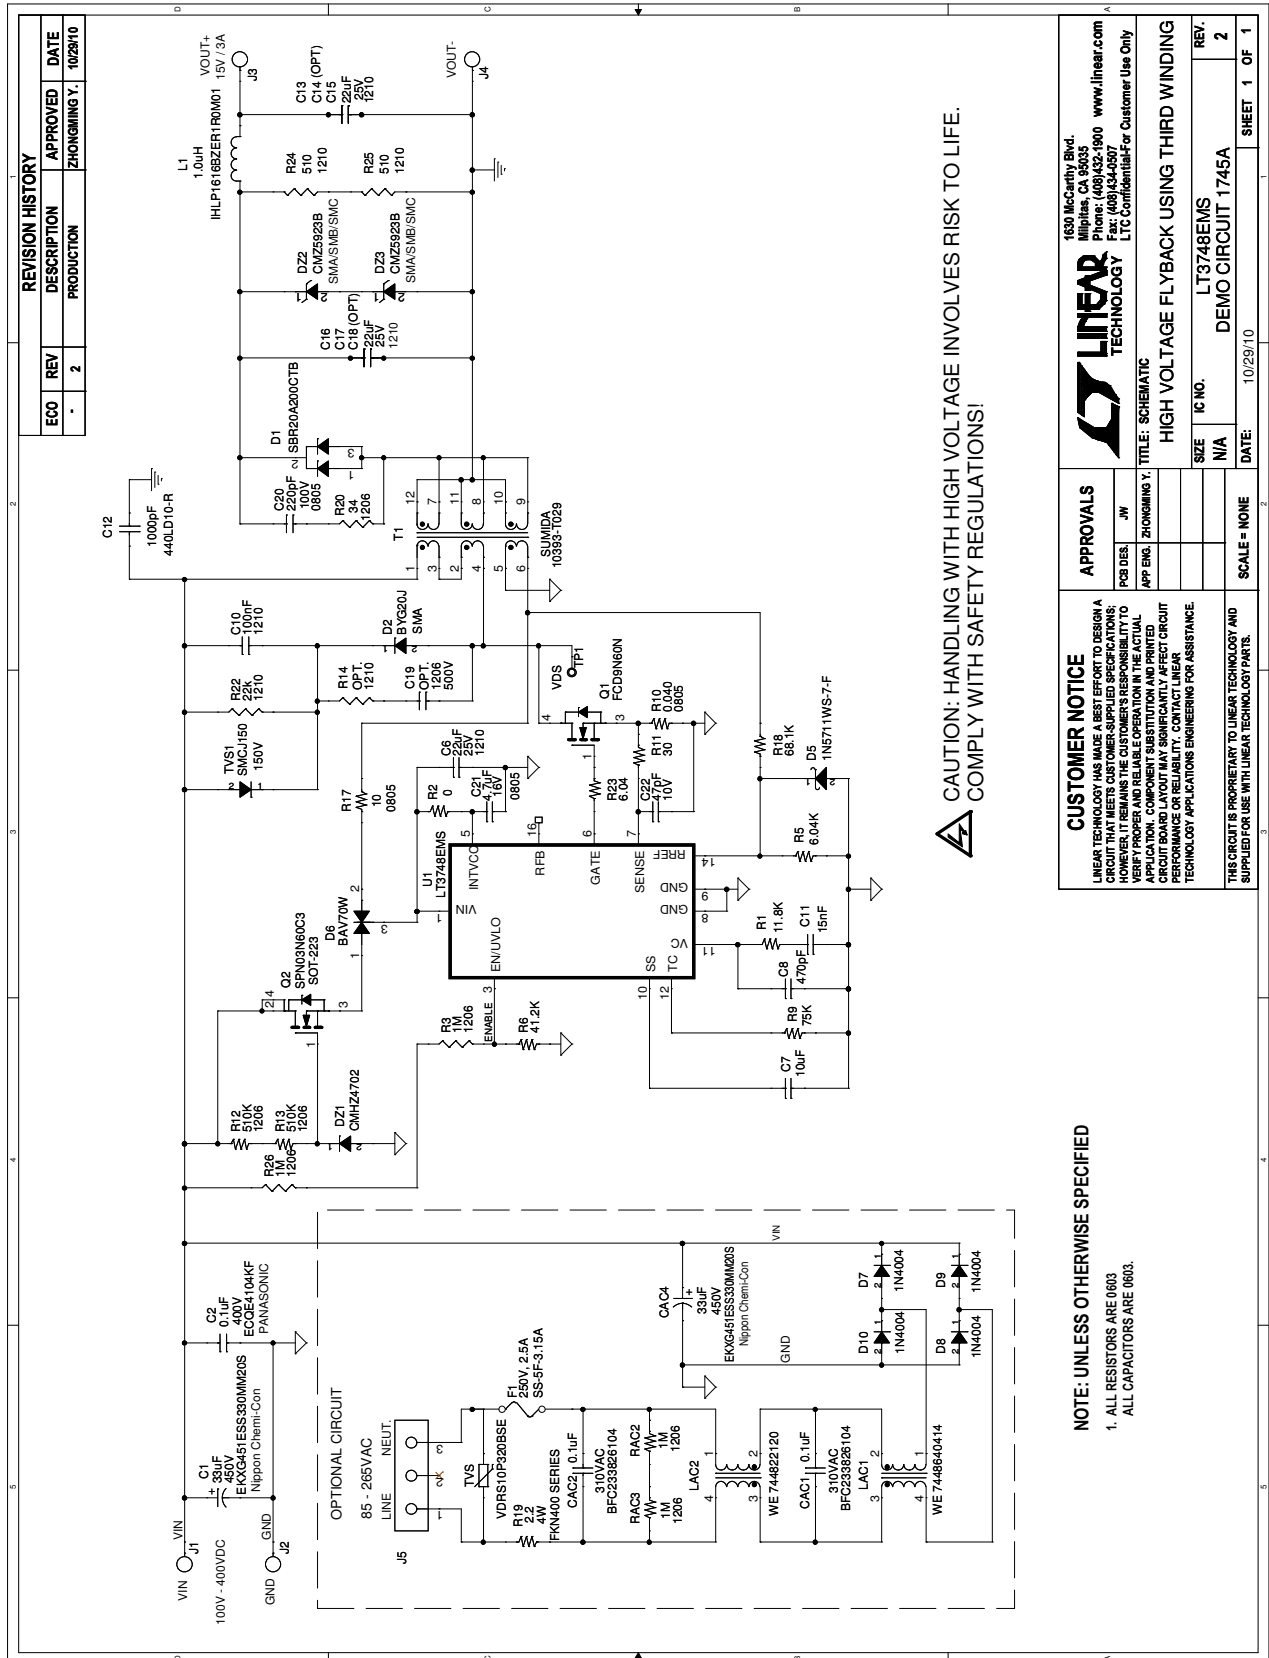 REVISION HISTORY
ECO REV DESCRIPTION APPROVED DATE
- 2 PRODUCTION ZHONGMING Y. 10/29/10
VIN
J1
VIN
100V - 400VDC
GND
J2
GND
C1
33uF
450V
EKXG451ESS330MM20S
Nippon Chemi-Con
C2
0.1uF
400V
ECQE4104KF
PANASONIC
R26
1M
1206
R12
510K
1206
R13
510K
1206
DZ1
CMHZ4702
Q2
SPN03N60C3
SOT-223
D6
BAV70W
R17
10
0805
TVS1
SMCJ150
150V
R22
22k
1210
C10
100nF
1210
R14
OPT.
1210
C19
OPT.
1206
500V
D2
BYG20J
SMA
C12
1000pF
440LD10-R
T1
SUMIDA
10393-T029
C20
220pF
100V
0805
R20
34
1206
D1
SBR20A200CTB
C16
C17
C18 (OPT)
22uF
25V
1210
DZ2
CMZ5923B
SMA/SMB/SMC
DZ3
CMZ5923B
SMA/SMB/SMC
R24
510
1210
R25
510
1210
L1
1.0uH
IHLP1616BZER1R0M01
C13
C14 (OPT)
C15
22uF
25V
1210
VOUT+
15V / 3A
J3
VOUT-
J4
R3
1M
1206
ENABLE
R6
41.2K
U1
LT3748EMS
EN/UVLO
VIN
INTVCC
RFB
GATE
SENSE
SS
TC
VC
GND
GND
RREF
R2
0
C21
4.7uF
16V
0805
C6
22uF
25V
1210
VDS
TP1
Q1
FCD9N60N
R23
6.04
R11
30
R10
0.040
0805
C22
47pF
10V
R18
68.1K
D5
1N5711WS-7-F
R5
6.04K
R1
11.8K
C11
15nF
C8
470pF
R9
75K
C7
10uF
OPTIONAL CIRCUIT
85 - 265VAC
LINE NEUT.
J5
TVS
VDRS10P320BSE
F1
250V, 2.5A
SS-5F-3.15A
R19
2.2
4W
FKN400 SERIES
CAC2 0.1uF
310VAC
BFC233826104
RAC3
1M
1206
RAC2
1M
1206
LAC2
WE 744822120
CAC1 0.1uF
310VAC
BFC233826104
LAC1
WE 7448640414
CAC4
33uF
450V
EKXG451ESS330MM20S
Nippon Chemi-Con
VIN
GND
D10
1N4004
D7
1N4004
D8
1N4004
D9
1N4004
CAUTION: HANDLING WITH HIGH VOLTAGE INVOLVES RISK TO LIFE.
COMPLY WITH SAFETY REGULATIONS!
NOTE: UNLESS OTHERWISE SPECIFIED
1. ALL RESISTORS ARE 0603
ALL CAPACITORS ARE 0603.
CUSTOMER NOTICE
LINEAR TECHNOLOGY HAS MADE A BEST EFFORT TO DESIGN A
CIRCUIT THAT MEETS CUSTOMER-SUPPLIED SPECIFICATIONS;
HOWEVER, IT REMAINS THE CUSTOMER'S RESPONSIBILITY TO
VERIFY PROPER AND RELIABLE OPERATION IN THE ACTUAL
APPLICATION. COMPONENT SUBSTITUTION AND PRINTED
CIRCUIT BOARD LAYOUT MAY SIGNIFICANTLY AFFECT CIRCUIT
PERFORMANCE OR RELIABILITY. CONTACT LINEAR
TECHNOLOGY APPLICATIONS ENGINEERING FOR ASSISTANCE.
THIS CIRCUIT IS PROPRIETARY TO LINEAR TECHNOLOGY AND
SUPPLIED FOR USE WITH LINEAR TECHNOLOGY PARTS.
APPROVALS
PCB DES. JW
APP ENG. ZHONGMING Y.
SCALE = NONE
LINEAR
TECHNOLOGY
1630 McCarthy Blvd.
Milpitas, CA 95035
Phone: (408)432-1900 www.linear.com
Fax: (408)434-0507
LTC Confidential-For Customer Use Only
TITLE: SCHEMATIC
HIGH VOLTAGE FLYBACK USING THIRD WINDING
SIZE
N/A
IC NO.
LT3748EMS
DEMO CIRCUIT 1745A
REV.
2
DATE: 10/29/10
SHEET 1 OF 1